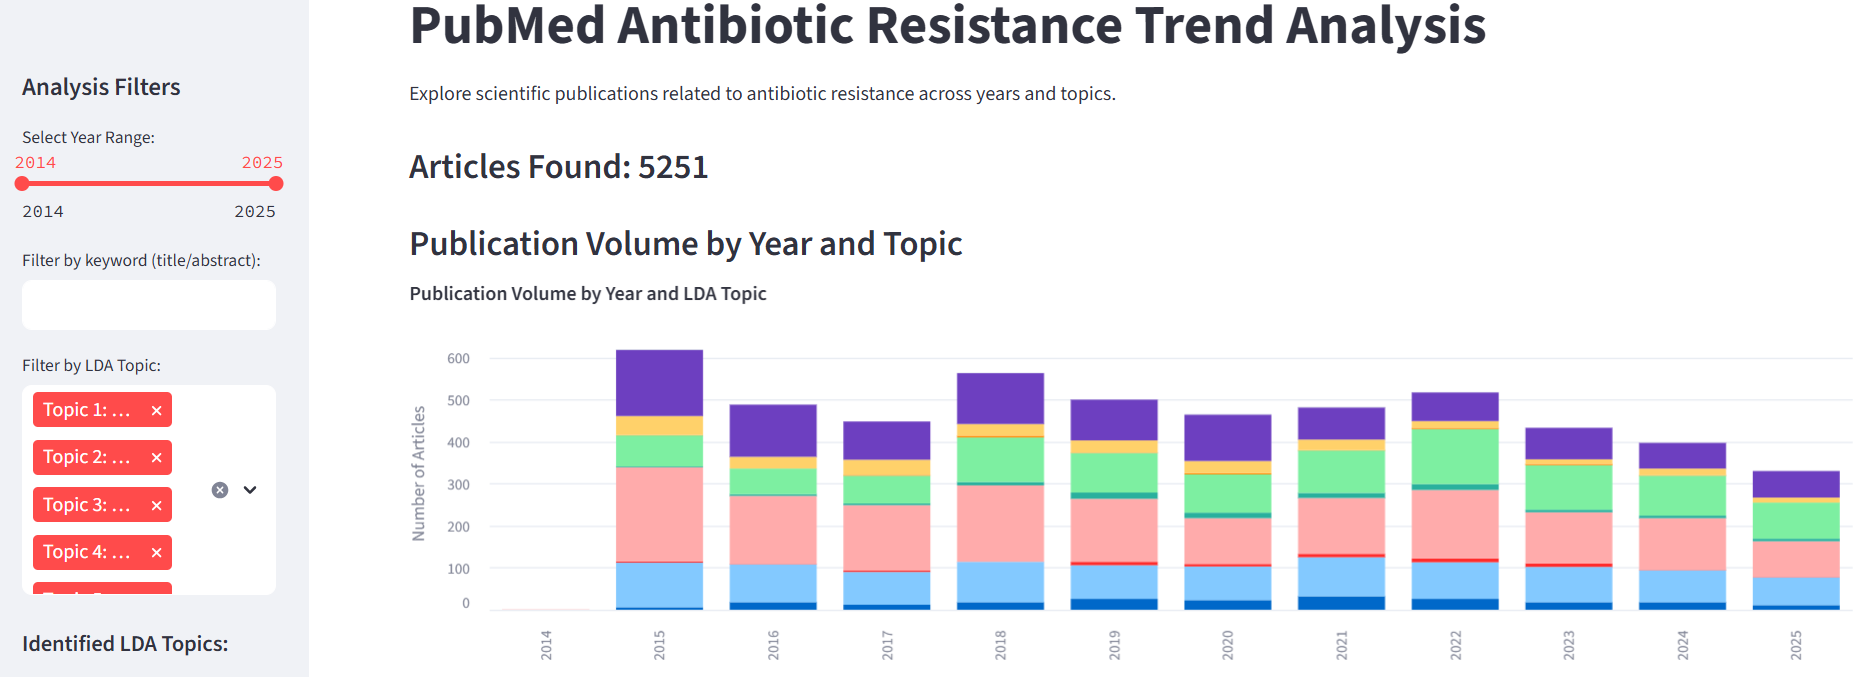 PubMed Antibiotic Resistance Trend Analysis
Explore scientific publications related to antibiotic resistance across years and topics.
Articles Found: 5251
Publication Volume by Year and Topic
Publication Volume by Year and LDA Topic
Analysis Filters
Select Year Range:
2014 2025
2014 2025
Filter by keyword (title/abstract):
Filter by LDA Topic:
Topic 1: ... ×
Topic 2: ... ×
Topic 3: ... ×
Topic 4: ... ×
Identified LDA Topics:
Number of Articles
600
500
400
300
200
100
0
2014 2015 2016 2017 2018 2019 2020 2021 2022 2023 2024 2025